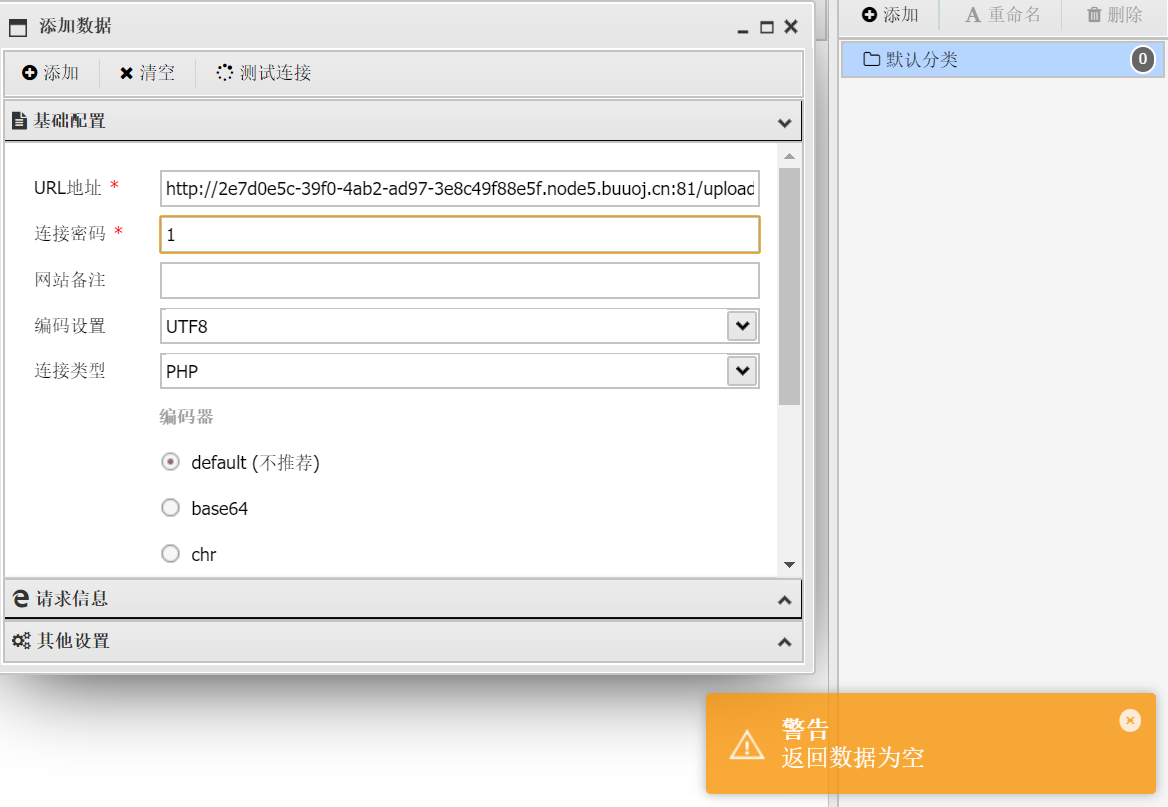 添加数据
添加
清空
测试连接
基础配置
URL地址 *
http://2e7d0e5c-39f0-4ab2-ad97-3e8c49f88e5f.node5.buuoj.cn:81/upload
连接密码 *
1
网站备注
编码设置
UTF8
连接类型
PHP
编码器
default (不推荐)
base64
chr
请求信息
其他设置
添加
重命名
删除
默认分类
0
警告
返回数据为空